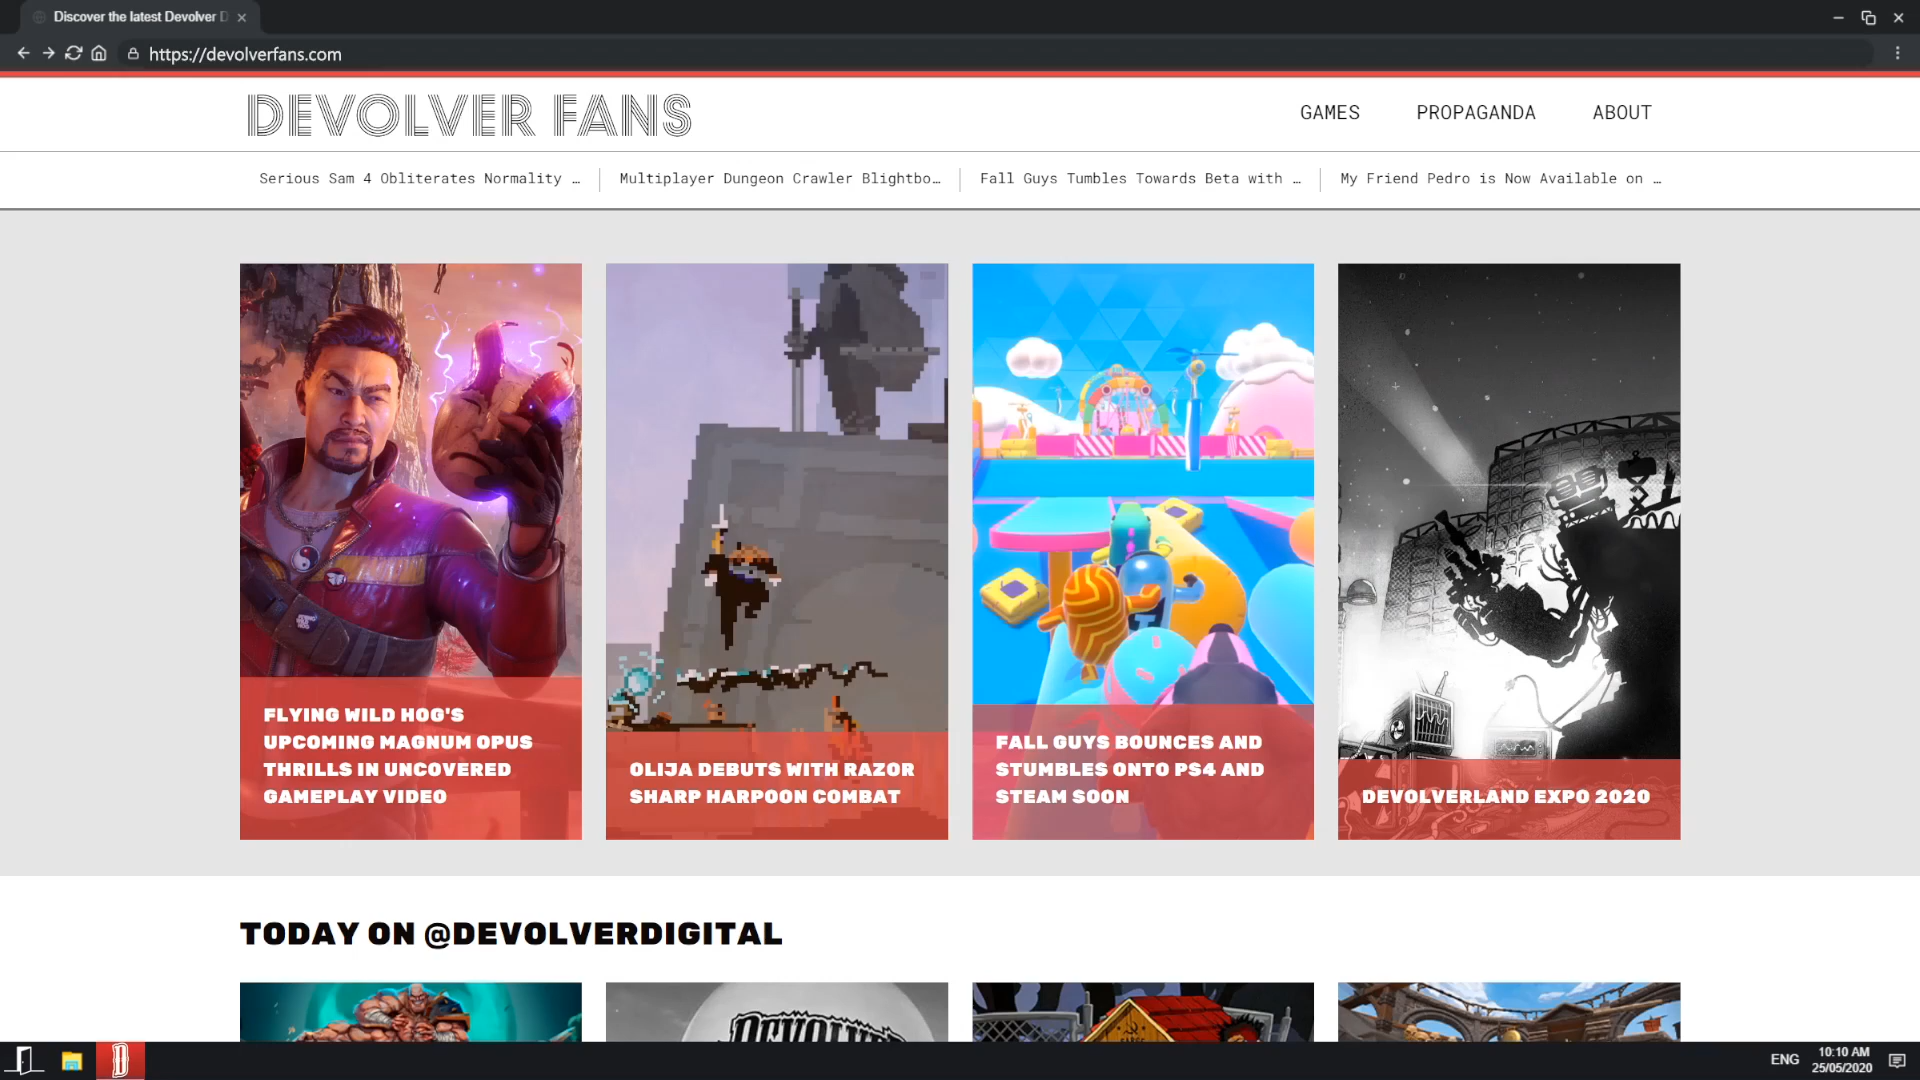 Discover the latest Devolver D
https://devolverfans.com
DEVOLVER FANS
GAMES
PROPAGANDA
ABOUT
Serious Sam 4 Obliterates Normality …
Multiplayer Dungeon Crawler Blightbo…
Fall Guys Tumbles Towards Beta with …
My Friend Pedro is Now Available on …
FLYING WILD HOG'S
UPCOMING MAGNUM OPUS
THRILLS IN UNCOVERED
GAMEPLAY VIDEO
OLIJA DEBUTS WITH RAZOR
SHARP HARPOON COMBAT
FALL GUYS BOUNCES AND
STUMBLES ONTO PS4 AND
STEAM SOON
DEVOLVERLAND EXPO 2020
TODAY ON @DEVOLVERDIGITAL
D
ENG
10:10 AM
25/05/2020